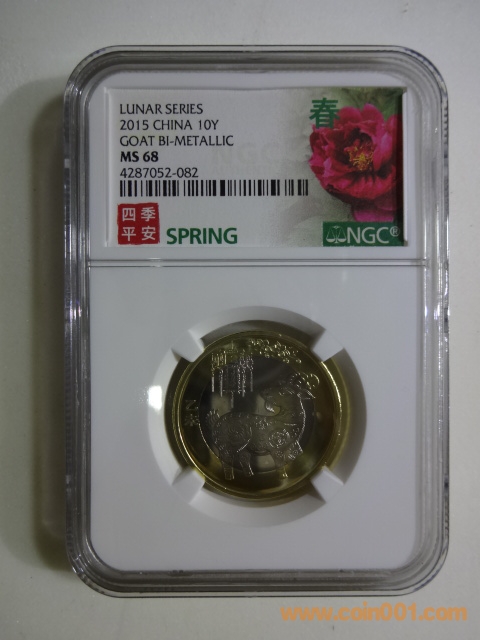 LUNAR SERIES
2015 CHINA 10Y
GOAT BI-METALLIC
MS 68
4287052-082
春
四季
平安
SPRING
NGC®
www.coin001.com